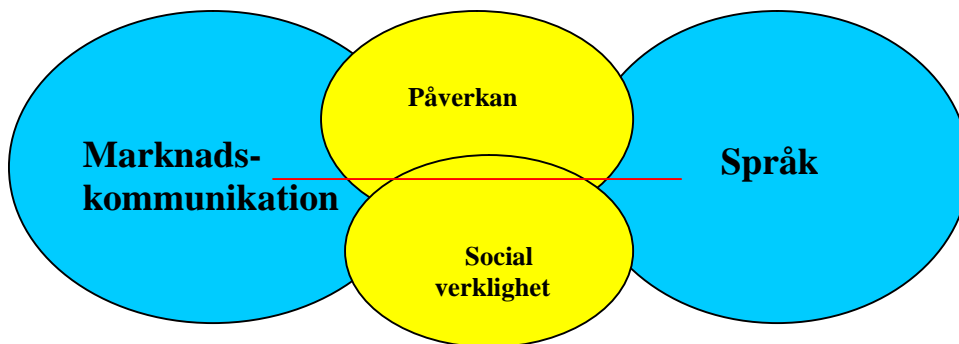 Påverkan
Marknads-
kommunikation
Språk
Social
verklighet